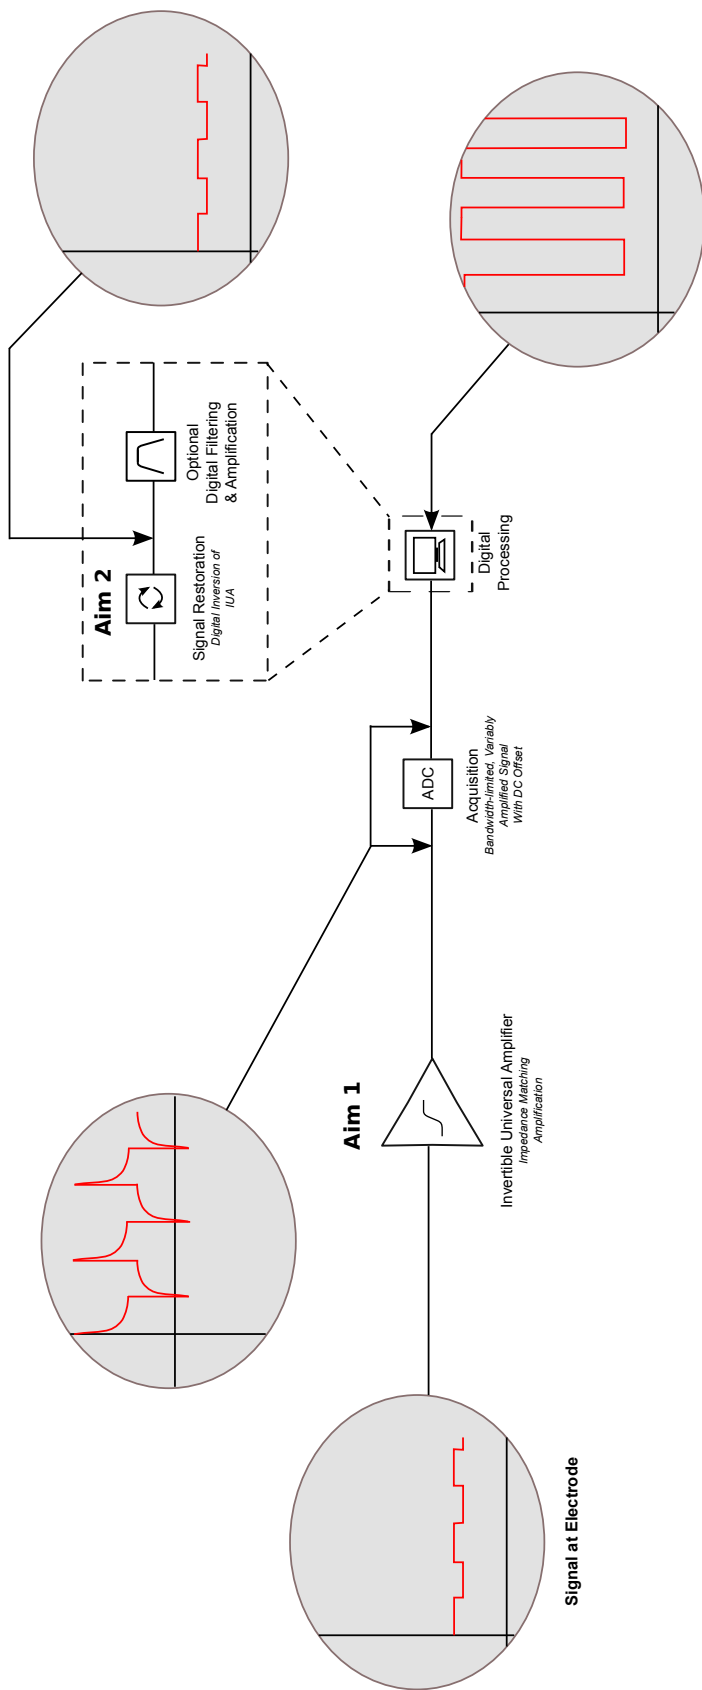 Signal at Electrode
Aim 1
Invertible Universal Amplifier
Impedance Matching
Amplification
ADC
Acquisition
Bandwidth-limited, Variably
Amplified Signal
With DC Offset
Digital
Processing
Aim 2
Signal Restoration
Digital Inversion of
IUA
Optional
Digital Filtering
& Amplification